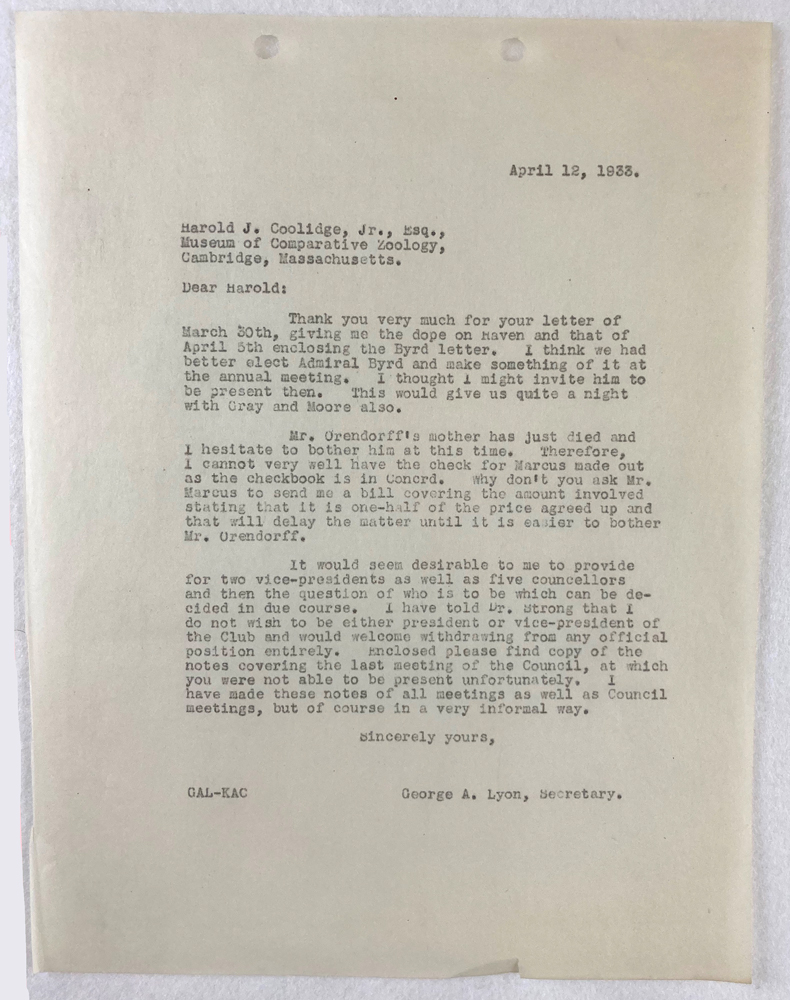 April 12, 1933.
Harold J. Coolidge, Jr., Esq.,
Museum of Comparative Zoology,
Cambridge, Massachusetts.
Dear Harold:
Thank you very much for your letter of
March 30th, giving me the dope on Haven and that of
April 5th enclosing the Byrd letter. I think we had
better elect Admiral Byrd and make something of it at
the annual meeting. I thought I might invite him to
be present then. This would give us quite a night
with Gray and Moore also.
Mr. Orendorff's mother has just died and
I hesitate to bother him at this time. Therefore,
I cannot very well have the check for Marcus made out
as the checkbook is in Concrd. Why don't you ask Mr.
Marcus to send me a bill covering the amount involved
stating that it is one-half of the price agreed up and
that will delay the matter until it is easier to bother
Mr. Orendorff.
It would seem desirable to me to provide
for two vice-presidents as well as five councellors
and then the question of who is to be which can be de-
cided in due course. I have told Dr. Strong that I
do not wish to be either president or vice-president of
the Club and would welcome withdrawing from any official
position entirely. Enclosed please find copy of the
notes covering the last meeting of the Council, at which
you were not able to be present unfortunately. I
have made these notes of all meetings as well as Council
meetings, but of course in a very informal way.
Sincerely yours,
GAL-KAC George A. Lyon, Secretary.